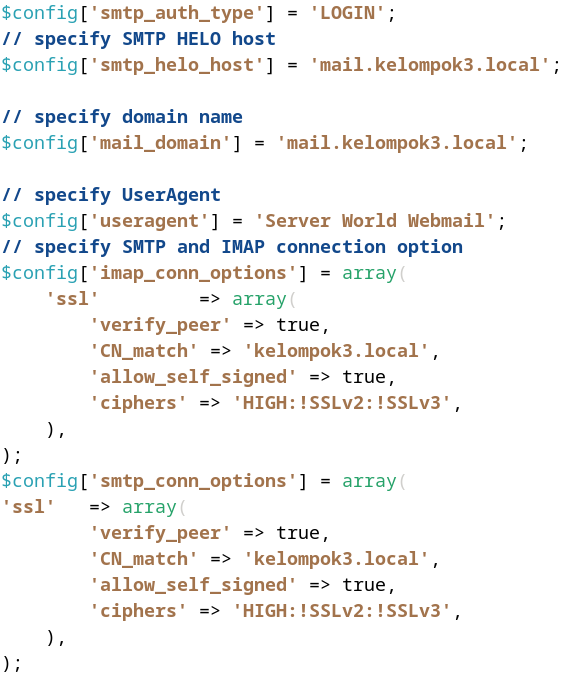 $config['smtp_auth_type'] = 'LOGIN';
// specify SMTP HELO host
$config['smtp_helo_host'] = 'mail.kelompok3.local';

// specify domain name
$config['mail_domain'] = 'mail.kelompok3.local';

// specify UserAgent
$config['useragent'] = 'Server World Webmail';
// specify SMTP and IMAP connection option
$config['imap_conn_options'] = array(
    'ssl'         => array(
        'verify_peer' => true,
        'CN_match' => 'kelompok3.local',
        'allow_self_signed' => true,
        'ciphers' => 'HIGH:!SSLv2:!SSLv3',
    ),
);
$config['smtp_conn_options'] = array(
'ssl'   => array(
        'verify_peer' => true,
        'CN_match' => 'kelompok3.local',
        'allow_self_signed' => true,
        'ciphers' => 'HIGH:!SSLv2:!SSLv3',
    ),
);